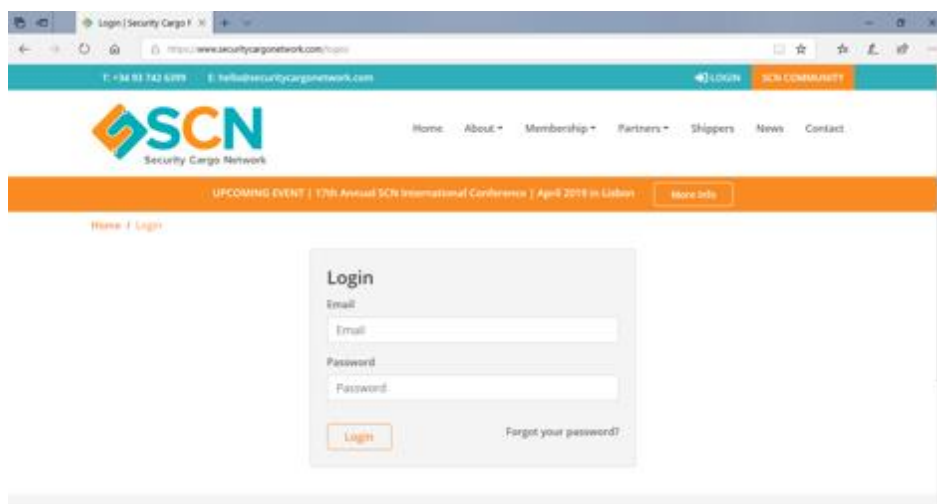 Login | Security Cargo
https://www.securitycargonetwork.com/login/
T: +34 93 742 6399 E: hello@securitycargonetwork.com LOGIN SCN COMMUNITY
SCN
Security Cargo Network
Home About Membership Partners Shippers News Contact
UPCOMING EVENT | 17th Annual SCN International Conference | April 2019 in Lisbon More Info
Home / Login
Login
Email
Email
Password
Password
Login Forgot your password?